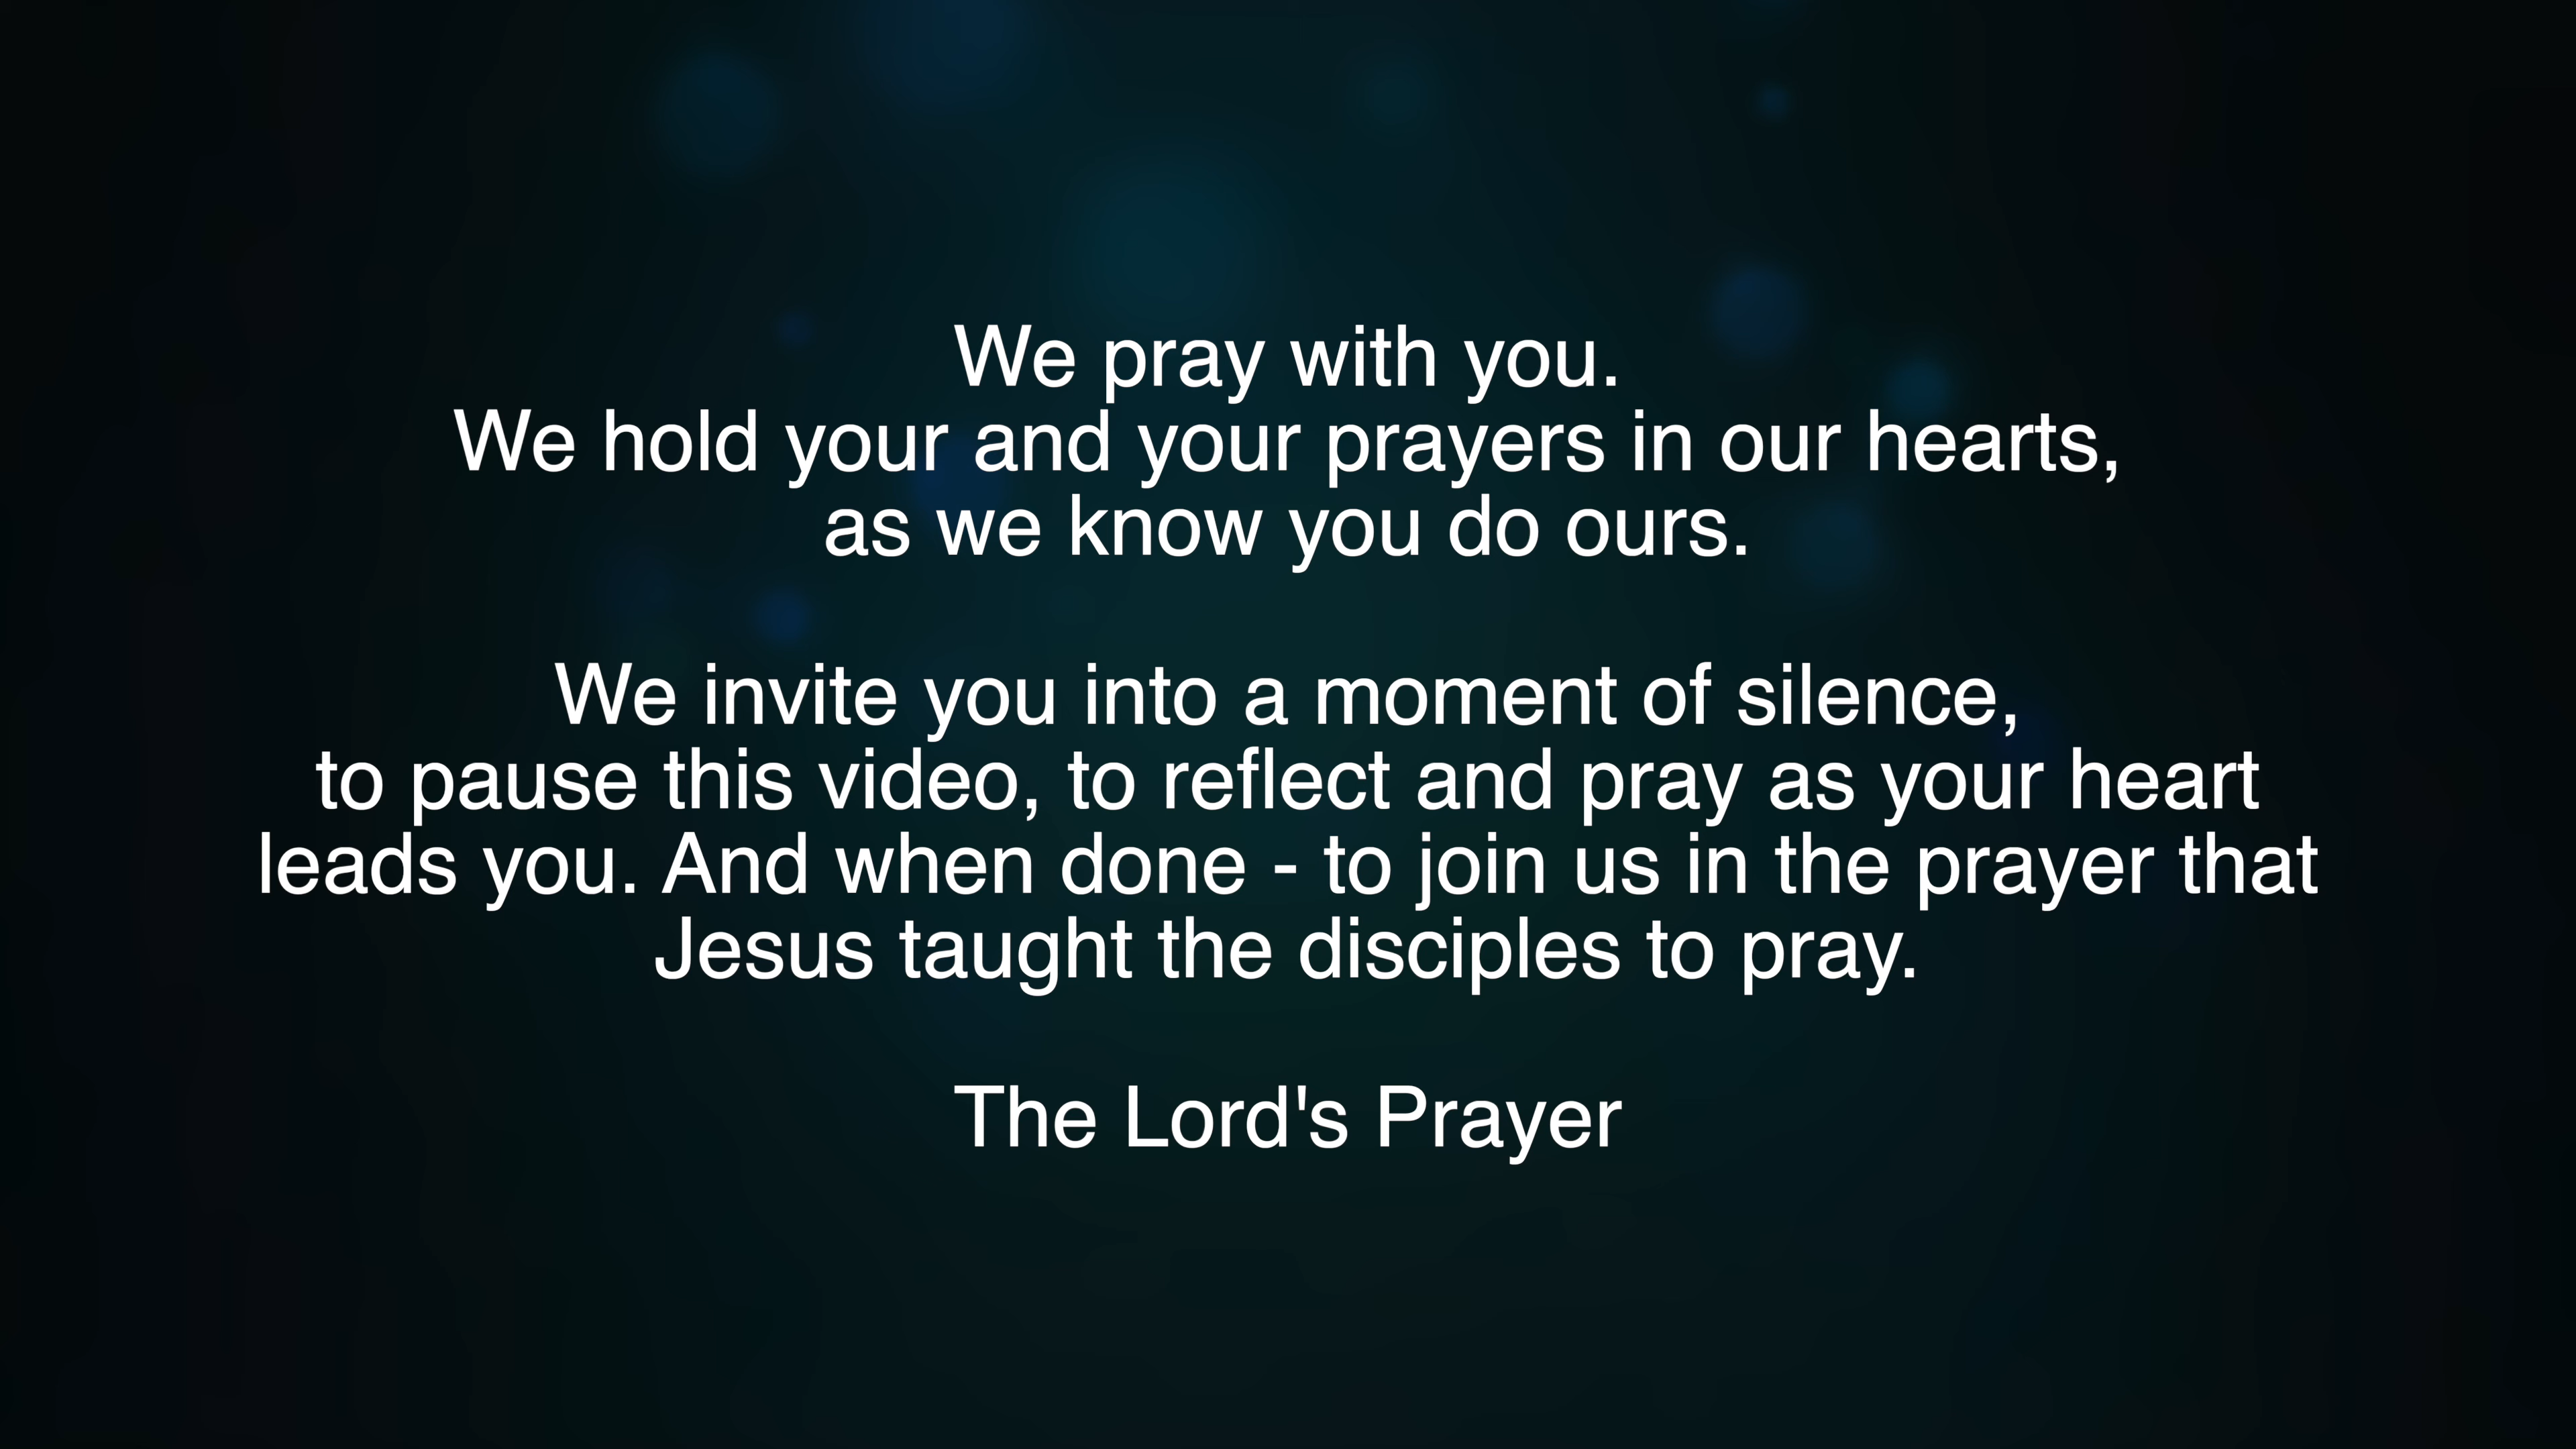 We pray with you.
We hold your and your prayers in our hearts,
as we know you do ours.
We invite you into a moment of silence,
to pause this video, to reflect and pray as your heart
leads you. And when done - to join us in the prayer that
Jesus taught the disciples to pray.
The Lord's Prayer